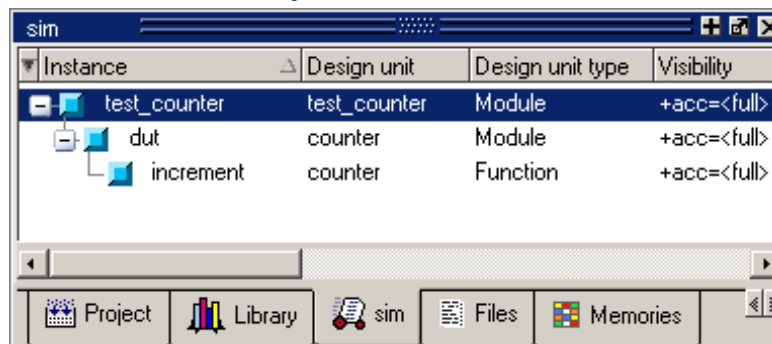 sim
Instance Design unit Design unit type Visibility
test_counter test_counter Module +acc=<full>
dut counter Module +acc=<full>
increment counter Function +acc=<full>
Project Library sim Files Memories